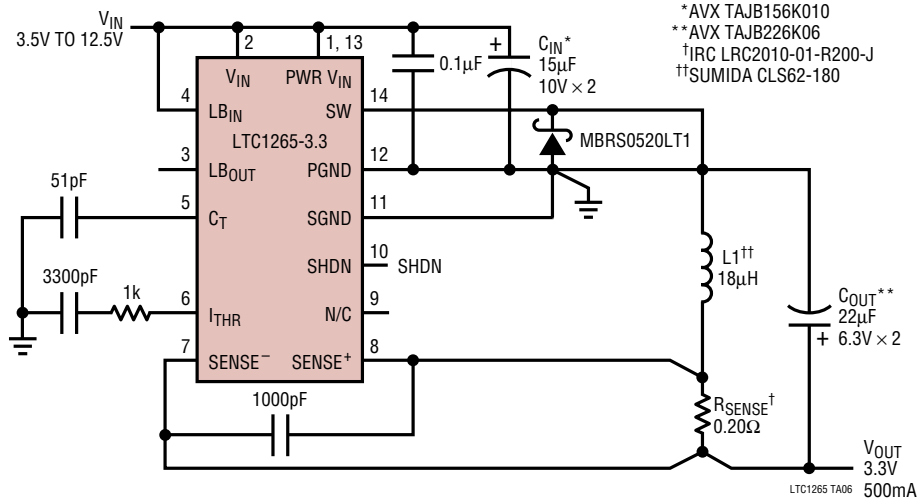 V_IN
3.5V TO 12.5V
2
1, 13
0.1µF
+
C_IN*
15µF
10V × 2
*AVX TAJB156K010
**AVX TAJB226K06
†IRC LRC2010-01-R200-J
††SUMIDA CLS62-180
V_IN
PWR V_IN
4
LB_IN
SW
14
LTC1265-3.3
MBRS0520LT1
3
LB_OUT
PGND
12
51pF
5
C_T
SGND
11
SHDN
10
SHDN
3300pF
1k
6
I_THR
N/C
9
L1††
18µH
C_OUT**
22µF
+
6.3V × 2
7
SENSE⁻
SENSE⁺
8
1000pF
R_SENSE†
0.20Ω
V_OUT
3.3V
500mA
LTC1265 TA06